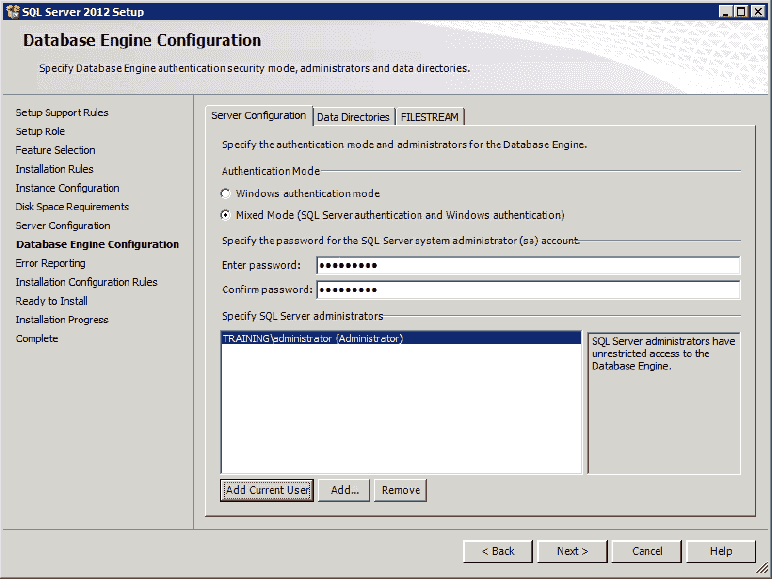 SQL Server 2012 Setup
Database Engine Configuration
Specify Database Engine authentication security mode, administrators and data directories.
Setup Support Rules
Setup Role
Feature Selection
Installation Rules
Instance Configuration
Disk Space Requirements
Server Configuration
Database Engine Configuration
Error Reporting
Installation Configuration Rules
Ready to Install
Installation Progress
Complete
Server Configuration Data Directories FILESTREAM
Specify the authentication mode and administrators for the Database Engine.
Authentication Mode
Windows authentication mode
Mixed Mode (SQL Server authentication and Windows authentication)
Specify the password for the SQL Server system administrator (sa) account.
Enter password: ●●●●●●●●●
Confirm password: ●●●●●●●●●
Specify SQL Server administrators
TRAINING\administrator (Administrator)
SQL Server administrators have
unrestricted access to the
Database Engine.
Add Current User Add... Remove
< Back Next > Cancel Help